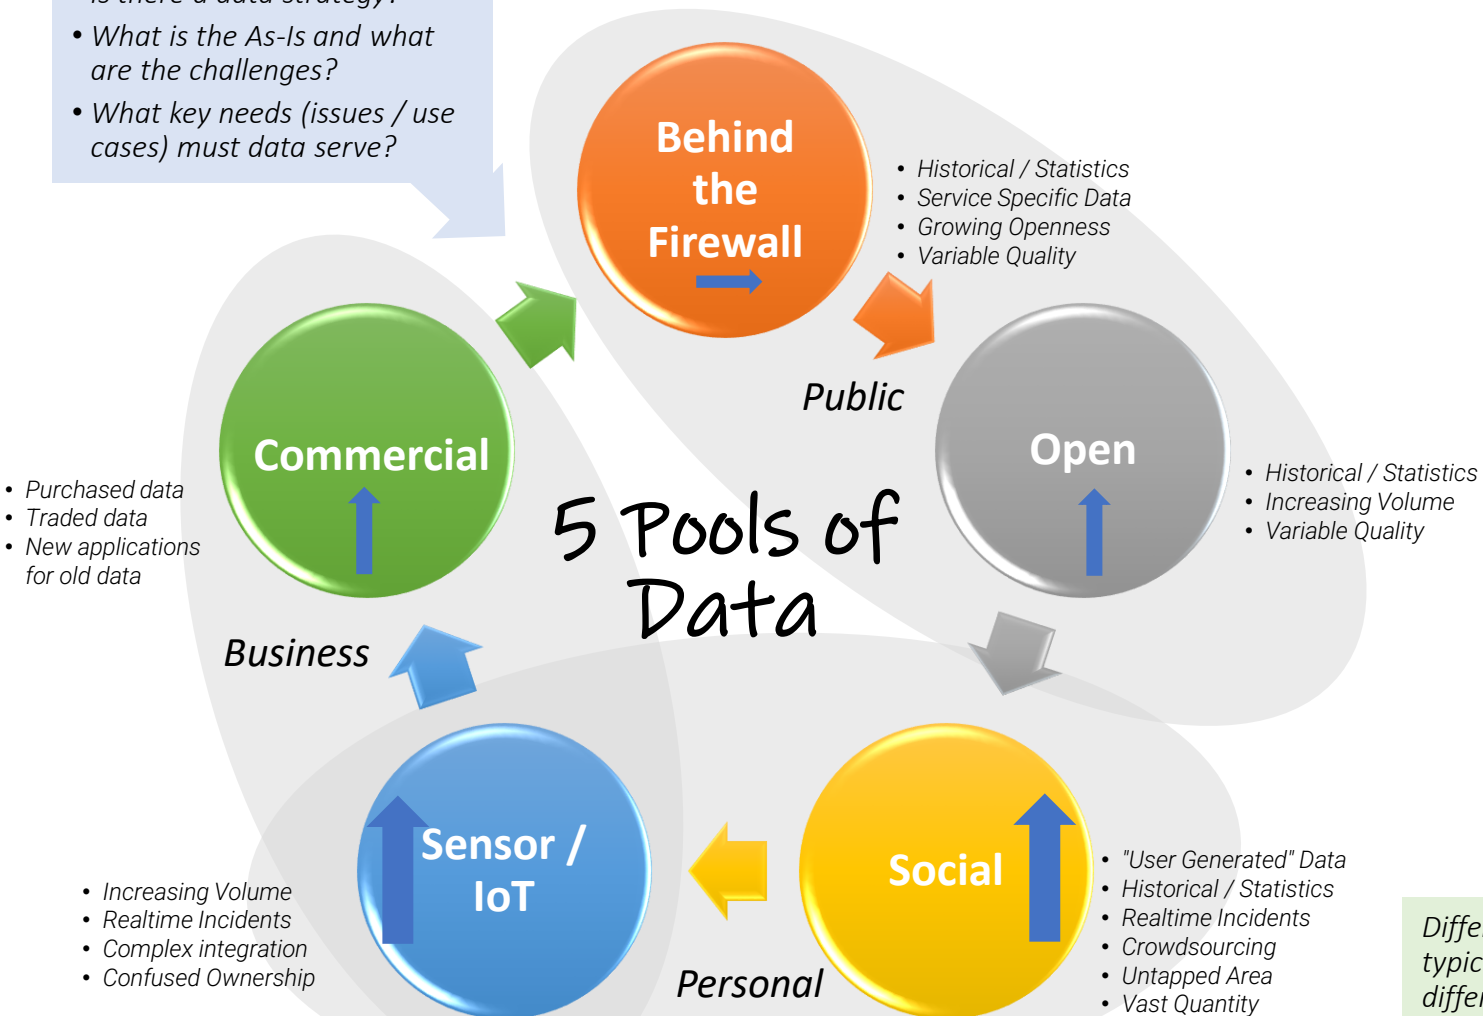 is there a data strategy?
• What is the As-Is and what
are the challenges?
• What key needs (issues / use
cases) must data serve?
Behind
the
Firewall
• Historical / Statistics
• Service Specific Data
• Growing Openness
• Variable Quality
Public
Commercial
• Purchased data
• Traded data
• New applications
for old data
Open
• Historical / Statistics
• Increasing Volume
• Variable Quality
5 Pools of
Data
Business
Sensor /
IoT
• Increasing Volume
• Realtime Incidents
• Complex integration
• Confused Ownership
Social
• "User Generated" Data
• Historical / Statistics
• Realtime Incidents
• Crowdsourcing
• Untapped Area
• Vast Quantity
Personal